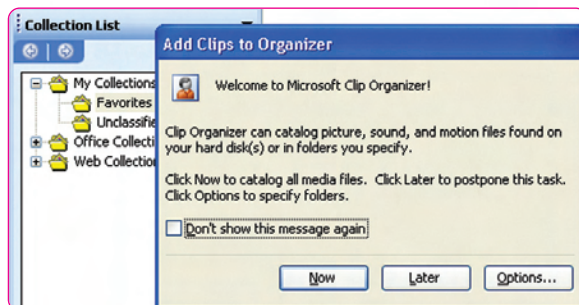 Collection List
My Collections
Favorites
Unclassifie
Office Collecti
Web Collection
Add Clips to Organizer
Welcome to Microsoft Clip Organizer!
Clip Organizer can catalog picture, sound, and motion files found on
your hard disk(s) or in folders you specify.
Click Now to catalog all media files. Click Later to postpone this task.
Click Options to specify folders.
Don't show this message again
Now
Later
Options...